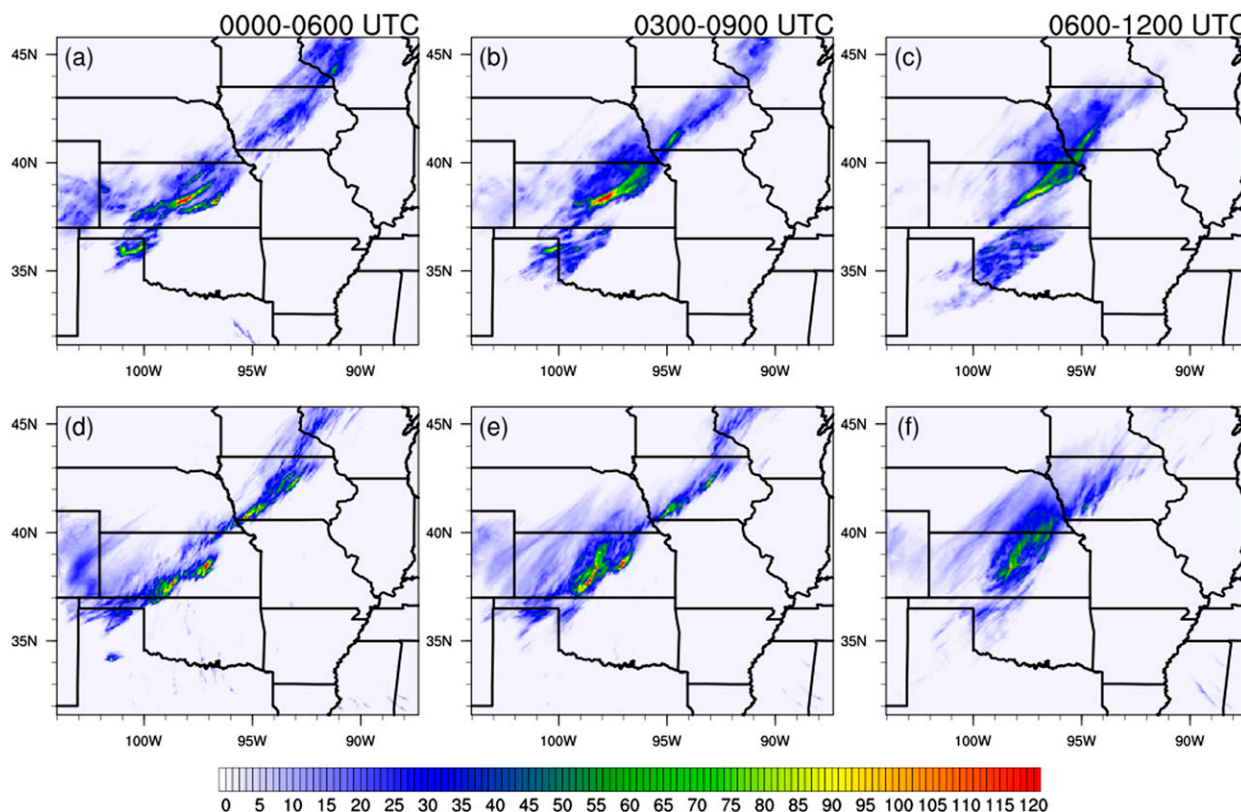 0000-0600 UTC 0300-0900 UTC 0600-1200 UTC
(a) (b) (c)
45N 45N 45N
40N 40N 40N
35N 35N 35N
100W 95W 90W 100W 95W 90W 100W 95W 90W
(d) (e) (f)
45N 45N 45N
40N 40N 40N
35N 35N 35N
100W 95W 90W 100W 95W 90W 100W 95W 90W
0 5 10 15 20 25 30 35 40 45 50 55 60 65 70 75 80 85 90 95 100 105 110 115 120